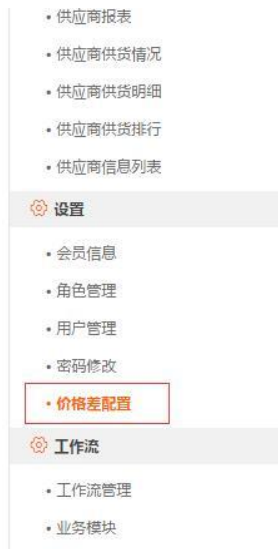 • 供应商报表
• 供应商供货情况
• 供应商供货明细
• 供应商供货排行
• 供应商信息列表
设置
• 会员信息
• 角色管理
• 用户管理
• 密码修改
• 价格差配置
工作流
• 工作流管理
• 业务模块